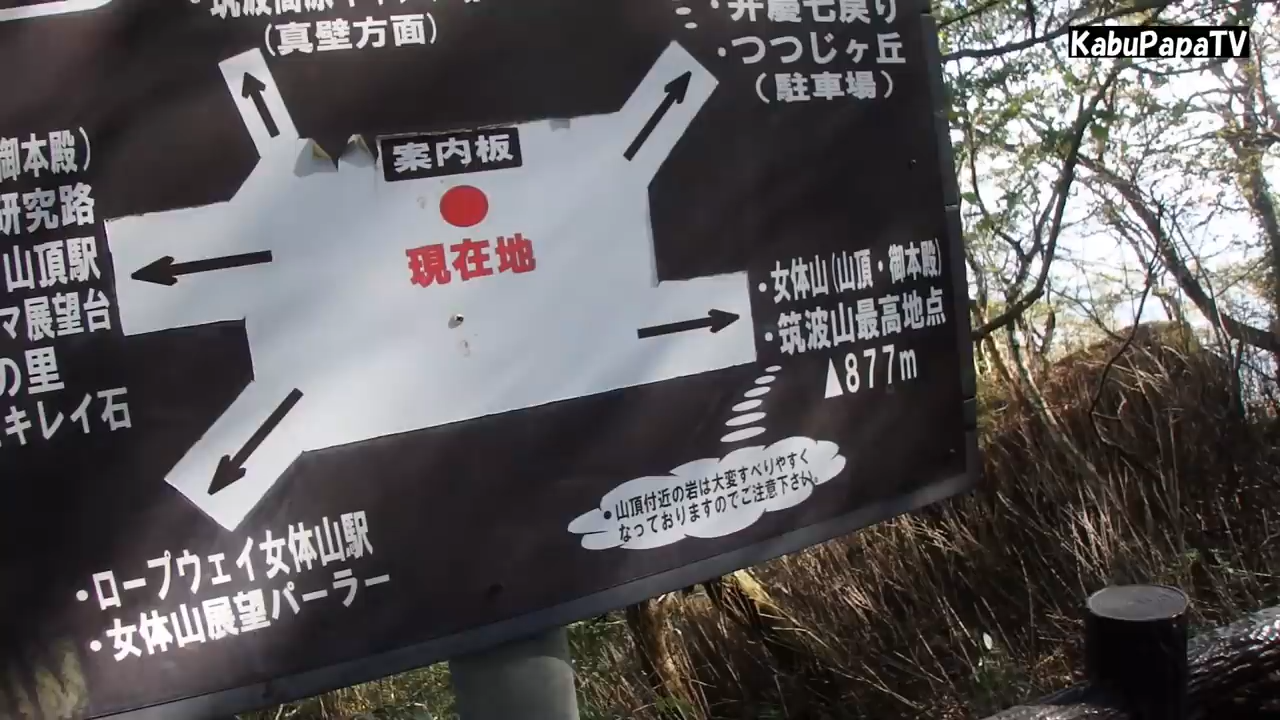 (真壁方面)
弁慶七戻り
・つつじヶ丘
(駐車場)
KabuPapaTV
案内板
現在地
御本殿)
研究路
山頂駅
マ展望台
の里
キレイ石
・女体山(山頂・御本殿)
・筑波山最高地点
▲877m
・山頂付近の岩は大変すべりやすく
なっておりますのでご注意下さい。
・ロープウェイ女体山駅
・女体山展望パーラー